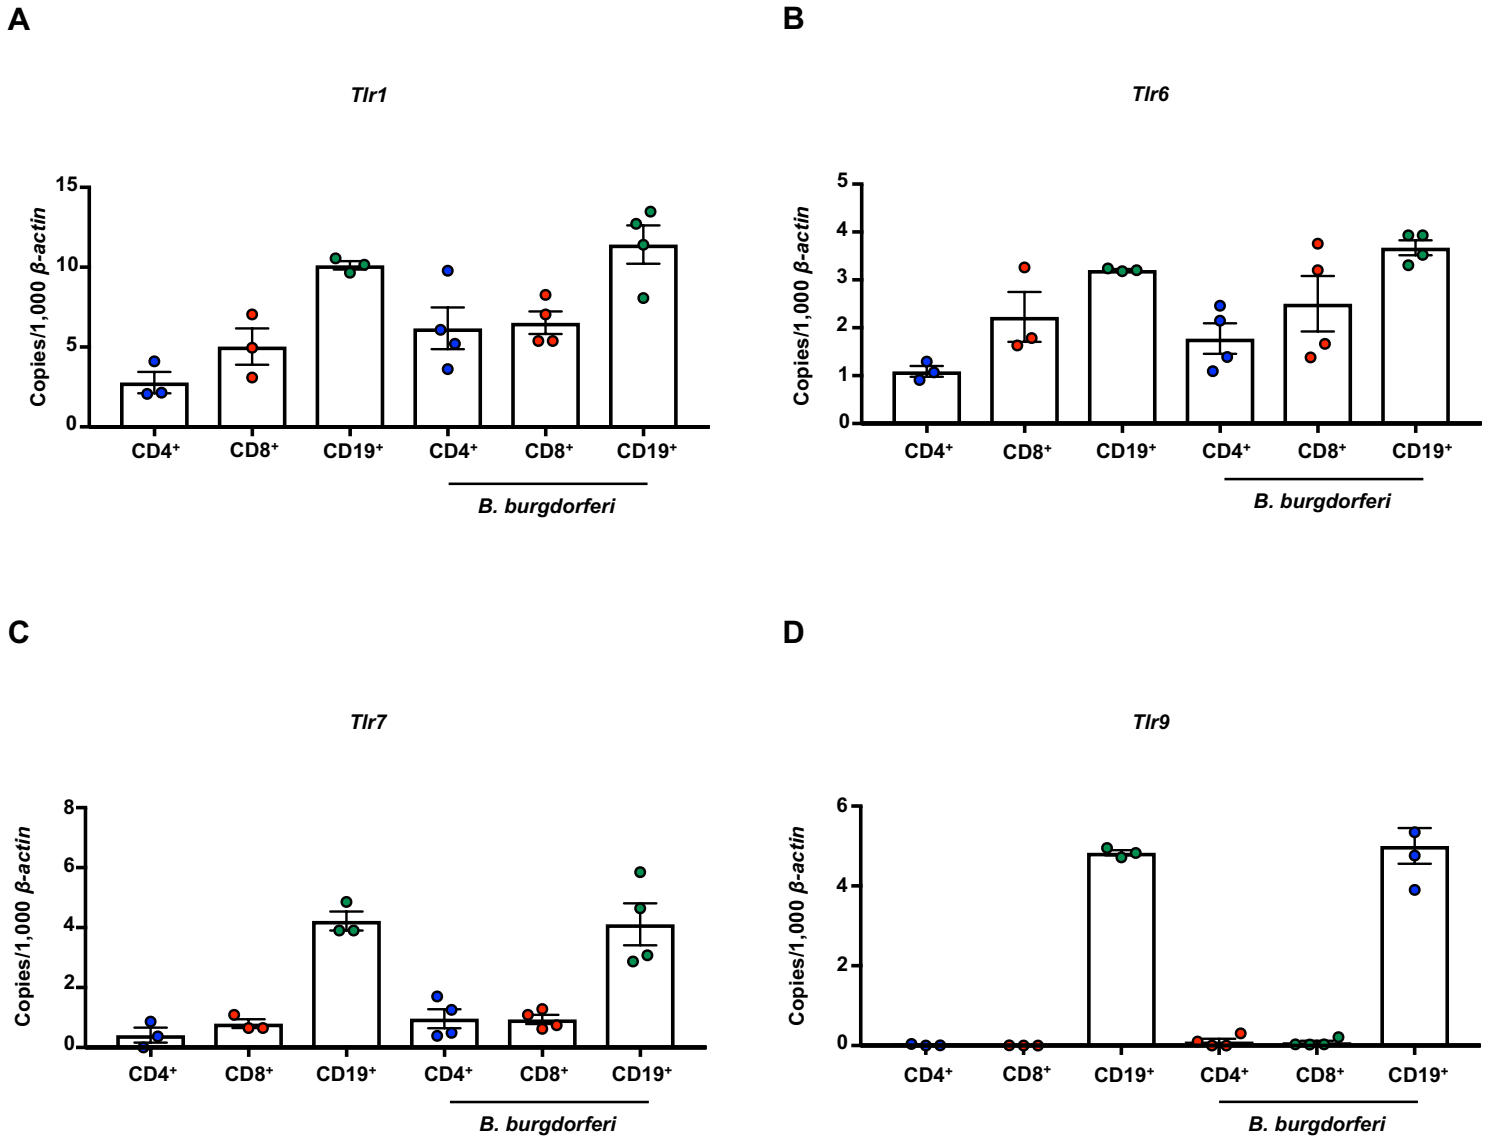 A
Tlr1
Copies/1,000 β-actin
15
10
5
0
CD4⁺ CD8⁺ CD19⁺ CD4⁺ CD8⁺ CD19⁺
B. burgdorferi
B
Tlr6
Copies/1,000 β-actin
5
4
3
2
1
0
CD4⁺ CD8⁺ CD19⁺ CD4⁺ CD8⁺ CD19⁺
B. burgdorferi
C
Tlr7
Copies/1,000 β-actin
8
6
4
2
0
CD4⁺ CD8⁺ CD19⁺ CD4⁺ CD8⁺ CD19⁺
B. burgdorferi
D
Tlr9
Copies/1,000 β-actin
6
4
2
0
CD4⁺ CD8⁺ CD19⁺ CD4⁺ CD8⁺ CD19⁺
B. burgdorferi